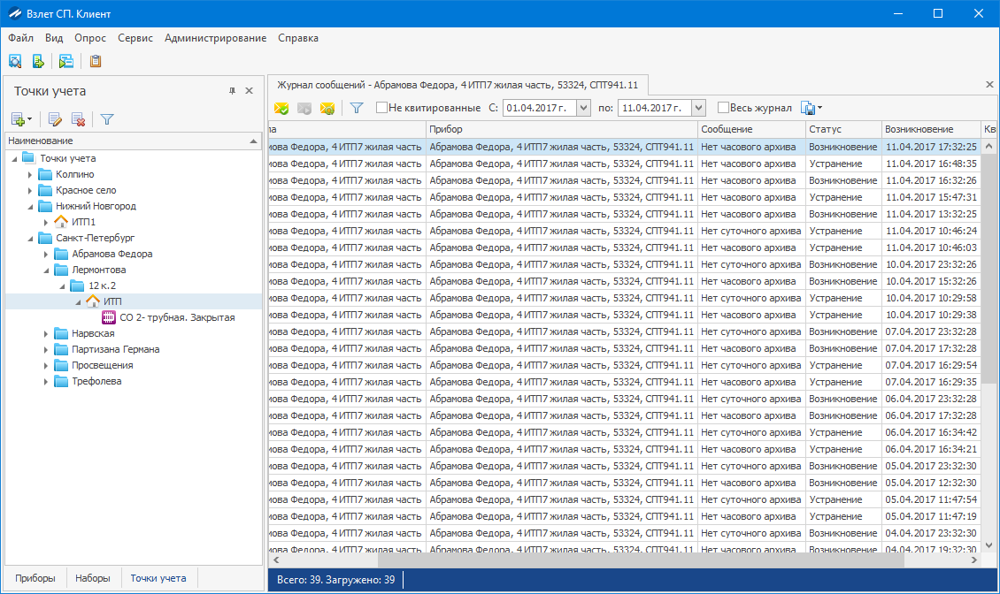 Взлет СП. Клиент
Файл Вид Опрос Сервис Администрирование Справка
Точки учета
Наименование
Точки учета
Колпино
Красное село
Нижний Новгород
ИТП1
Санкт-Петербург
Абрамова Федора
Лермонтова
12 к.2
ИТП
СО 2- трубная. Закрытая
Нарвская
Партизана Германа
Просвещения
Трефолева
Приборы Наборы Точки учета
Журнал сообщений - Абрамова Федора, 4 ИТП7 жилая часть, 53324, СПТ941.11
Не квитированные С: 01.04.2017 г. по: 11.04.2017 г. Весь журнал
ла Прибор Сообщение Статус Возникновение Кв
мова Федора, 4 ИТП7 жилая часть Абрамова Федора, 4 ИТП7 жилая часть, 53324, СПТ941.11 Нет часового архива Возникновение 11.04.2017 17:32:25
мова Федора, 4 ИТП7 жилая часть Абрамова Федора, 4 ИТП7 жилая часть, 53324, СПТ941.11 Нет часового архива Устранение 11.04.2017 16:48:35
мова Федора, 4 ИТП7 жилая часть Абрамова Федора, 4 ИТП7 жилая часть, 53324, СПТ941.11 Нет часового архива Возникновение 11.04.2017 16:32:26
мова Федора, 4 ИТП7 жилая часть Абрамова Федора, 4 ИТП7 жилая часть, 53324, СПТ941.11 Нет часового архива Устранение 11.04.2017 15:47:31
мова Федора, 4 ИТП7 жилая часть Абрамова Федора, 4 ИТП7 жилая часть, 53324, СПТ941.11 Нет часового архива Возникновение 11.04.2017 13:32:25
мова Федора, 4 ИТП7 жилая часть Абрамова Федора, 4 ИТП7 жилая часть, 53324, СПТ941.11 Нет суточного архива Устранение 11.04.2017 10:46:24
мова Федора, 4 ИТП7 жилая часть Абрамова Федора, 4 ИТП7 жилая часть, 53324, СПТ941.11 Нет часового архива Устранение 11.04.2017 10:46:03
мова Федора, 4 ИТП7 жилая часть Абрамова Федора, 4 ИТП7 жилая часть, 53324, СПТ941.11 Нет суточного архива Возникновение 10.04.2017 23:32:26
мова Федора, 4 ИТП7 жилая часть Абрамова Федора, 4 ИТП7 жилая часть, 53324, СПТ941.11 Нет часового архива Возникновение 10.04.2017 15:32:26
мова Федора, 4 ИТП7 жилая часть Абрамова Федора, 4 ИТП7 жилая часть, 53324, СПТ941.11 Нет суточного архива Устранение 10.04.2017 10:29:58
мова Федора, 4 ИТП7 жилая часть Абрамова Федора, 4 ИТП7 жилая часть, 53324, СПТ941.11 Нет часового архива Устранение 10.04.2017 10:29:38
мова Федора, 4 ИТП7 жилая часть Абрамова Федора, 4 ИТП7 жилая часть, 53324, СПТ941.11 Нет суточного архива Возникновение 07.04.2017 23:32:28
мова Федора, 4 ИТП7 жилая часть Абрамова Федора, 4 ИТП7 жилая часть, 53324, СПТ941.11 Нет часового архива Возникновение 07.04.2017 17:32:28
мова Федора, 4 ИТП7 жилая часть Абрамова Федора, 4 ИТП7 жилая часть, 53324, СПТ941.11 Нет суточного архива Устранение 07.04.2017 16:29:54
мова Федора, 4 ИТП7 жилая часть Абрамова Федора, 4 ИТП7 жилая часть, 53324, СПТ941.11 Нет часового архива Устранение 07.04.2017 16:29:35
мова Федора, 4 ИТП7 жилая часть Абрамова Федора, 4 ИТП7 жилая часть, 53324, СПТ941.11 Нет суточного архива Возникновение 06.04.2017 23:32:28
мова Федора, 4 ИТП7 жилая часть Абрамова Федора, 4 ИТП7 жилая часть, 53324, СПТ941.11 Нет часового архива Возникновение 06.04.2017 17:32:28
мова Федора, 4 ИТП7 жилая часть Абрамова Федора, 4 ИТП7 жилая часть, 53324, СПТ941.11 Нет суточного архива Устранение 06.04.2017 16:34:42
мова Федора, 4 ИТП7 жилая часть Абрамова Федора, 4 ИТП7 жилая часть, 53324, СПТ941.11 Нет часового архива Устранение 06.04.2017 16:34:21
мова Федора, 4 ИТП7 жилая часть Абрамова Федора, 4 ИТП7 жилая часть, 53324, СПТ941.11 Нет суточного архива Возникновение 05.04.2017 23:32:30
мова Федора, 4 ИТП7 жилая часть Абрамова Федора, 4 ИТП7 жилая часть, 53324, СПТ941.11 Нет часового архива Возникновение 05.04.2017 12:32:30
мова Федора, 4 ИТП7 жилая часть Абрамова Федора, 4 ИТП7 жилая часть, 53324, СПТ941.11 Нет суточного архива Устранение 05.04.2017 11:47:54
мова Федора, 4 ИТП7 жилая часть Абрамова Федора, 4 ИТП7 жилая часть, 53324, СПТ941.11 Нет часового архива Устранение 05.04.2017 11:47:19
мова Федора, 4 ИТП7 жилая часть Абрамова Федора, 4 ИТП7 жилая часть, 53324, СПТ941.11 Нет суточного архива Возникновение 04.04.2017 23:32:30
мова Федора, 4 ИТП7 жилая часть Абрамова Федора, 4 ИТП7 жилая часть, 53324, СПТ941.11 Нет часового архива Возникновение 04.04.2017 19:32:30
Всего: 39. Загружено: 39